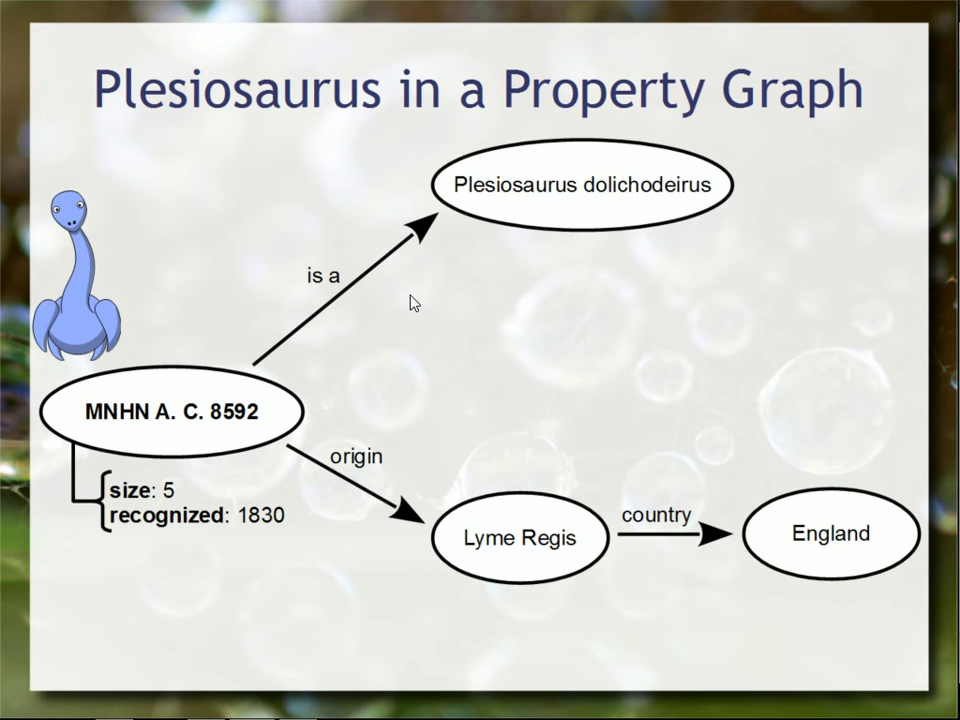 Plesiosaurus in a Property Graph
Plesiosaurus dolichodeirus
is a
MNHN A. C. 8592
origin
size: 5
recognized: 1830
Lyme Regis
country
England